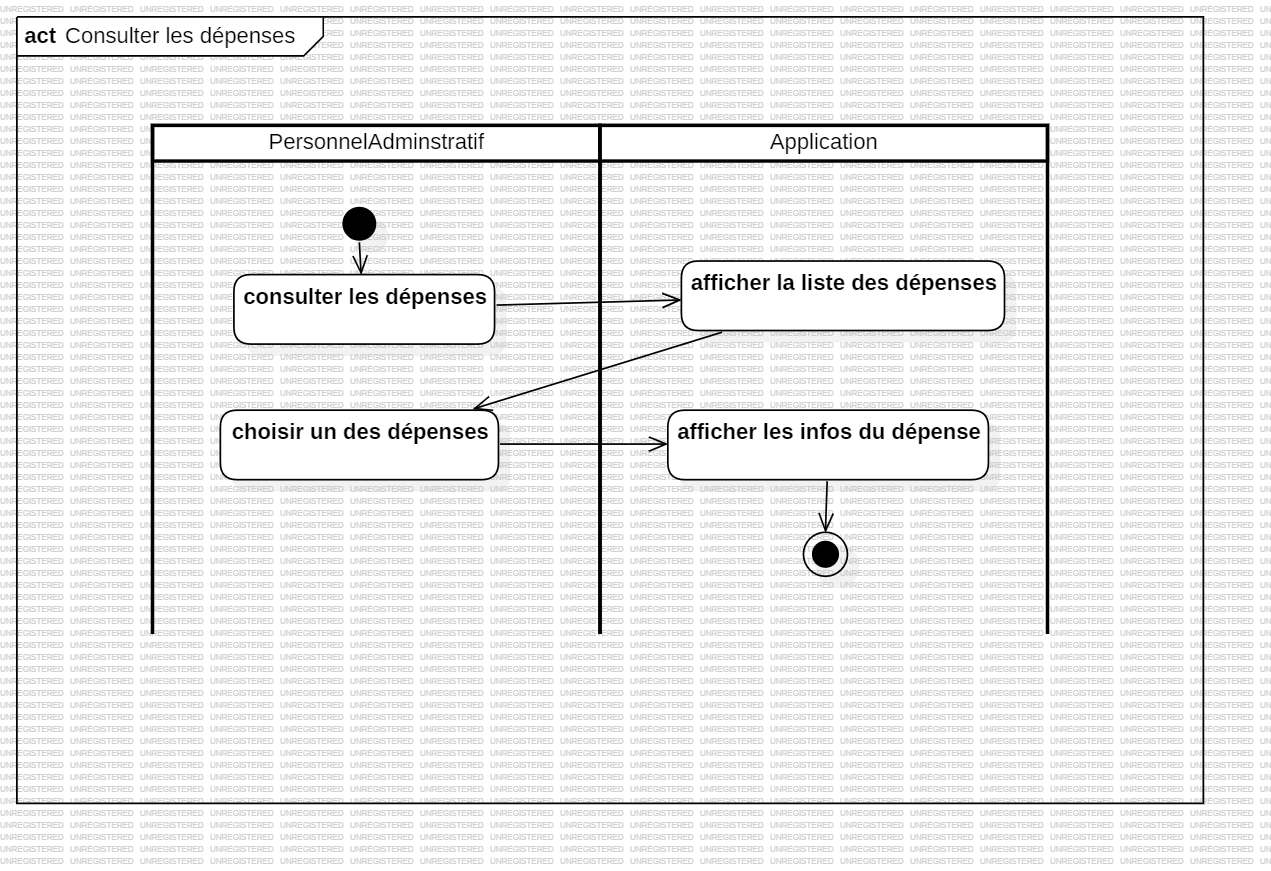 act Consulter les dépenses
PersonnelAdminstratif
Application
consulter les dépenses
afficher la liste des dépenses
choisir un des dépenses
afficher les infos du dépense
UNREGISTERED